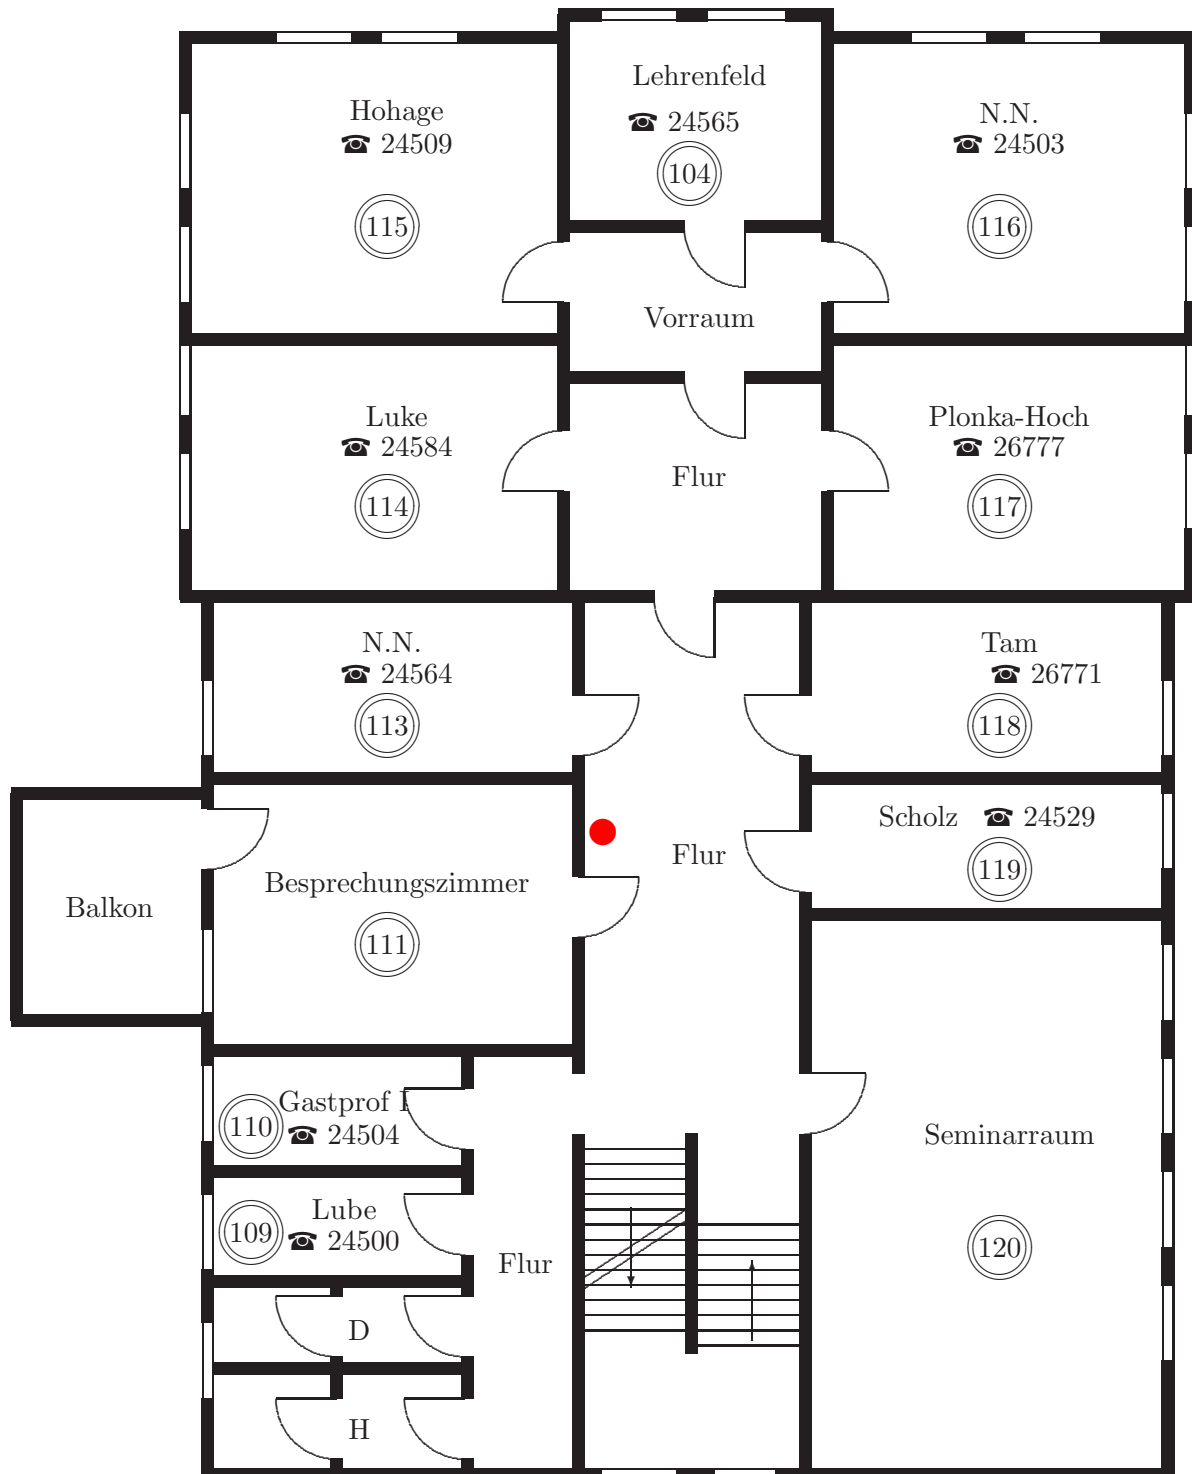 Lehrenfeld
☎ 24565
104
Hohage
☎ 24509
115
N.N.
☎ 24503
116
Vorraum
Luke
☎ 24584
114
Flur
Plonka-Hoch
☎ 26777
117
N.N.
☎ 24564
113
Tam
☎ 26771
118
Scholz ☎ 24529
119
Flur
Besprechungszimmer
111
Balkon
Gastprof I
☎ 24504
110
Seminarraum
120
Lube
☎ 24500
109
Flur
D
H